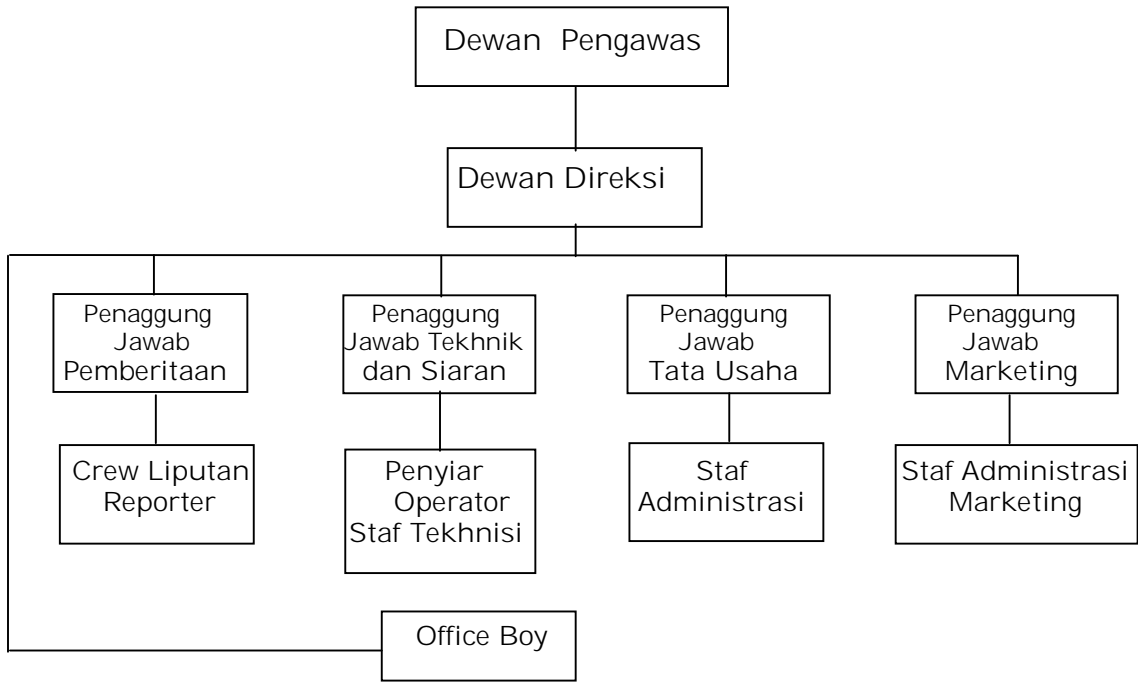 Dewan Pengawas
Dewan Direksi
Penaggung
Jawab
Pemberitaan
Penaggung
Jawab Tekhnik
dan Siaran
Penaggung
Jawab
Tata Usaha
Penaggung
Jawab
Marketing
Crew Liputan
Reporter
Penyiar
Operator
Staf Tekhnisi
Staf
Administrasi
Staf Administrasi
Marketing
Office Boy